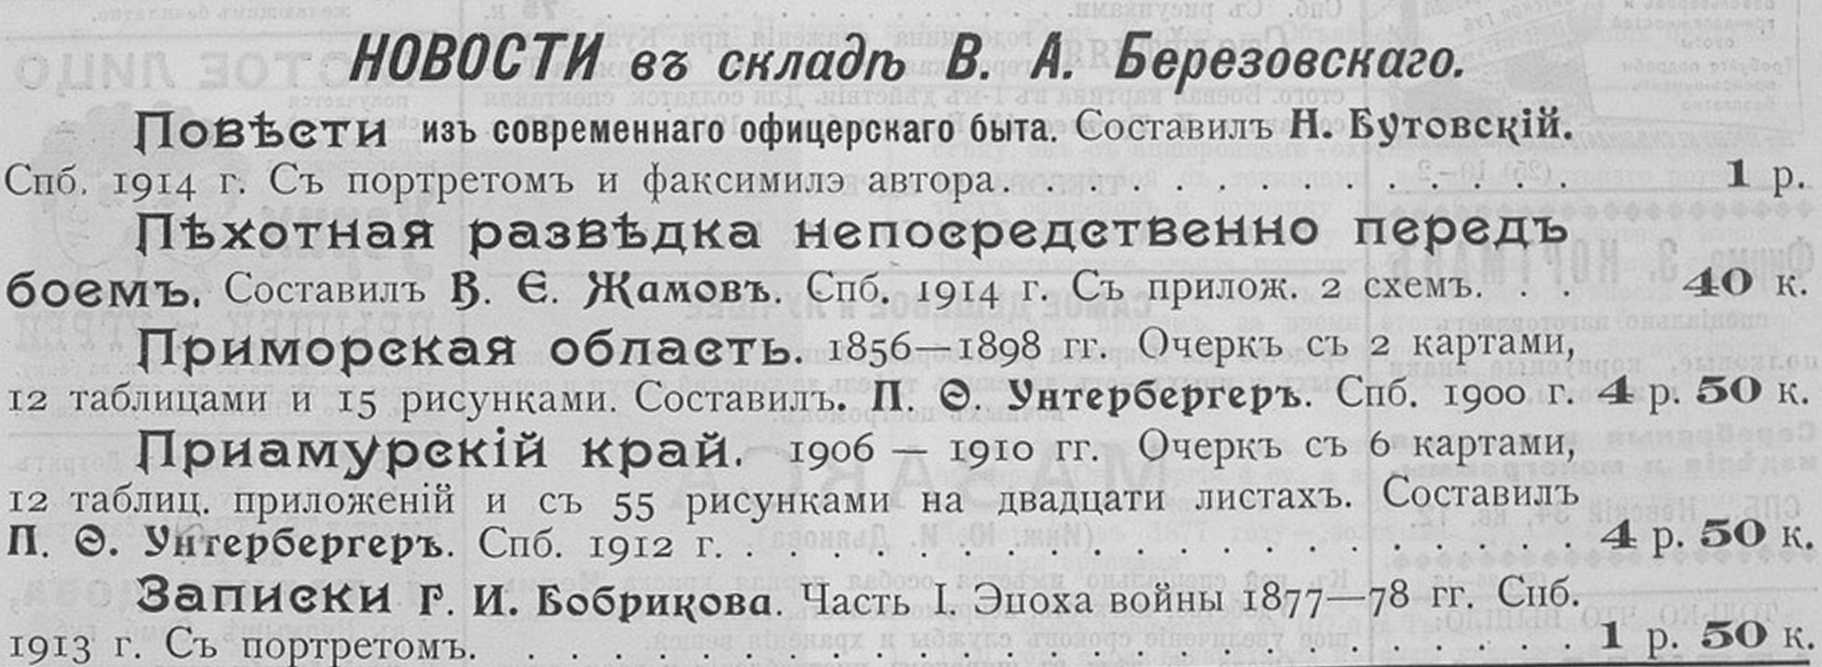 НОВОСТИ въ складѣ В. А. Березовскаго.
Повѣсти изъ современнаго офицерскаго быта. Составилъ Н. Бутовскій.
Спб. 1914 г. Съ портретомъ и факсимилэ автора. . . . . . . . . . . . . . . 1 р.
Пѣхотная развѣдка непосредственно передъ
боемъ. Составилъ В. Е. Жамовъ. Спб. 1914 г. Съ прилож. 2 схемъ. . . . 40 к.
Приморская область. 1856—1898 гг. Очеркъ съ 2 картами,
12 таблицами и 15 рисунками. Составилъ. П. Ѳ. Унтербергеръ. Спб. 1900 г. 4 р. 50 к.
Приамурскій край. 1906 — 1910 гг. Очеркъ съ 6 картами,
12 таблиц. приложеній и съ 55 рисунками на двадцати листахъ. Составилъ
П. Ѳ. Унтербергеръ. Спб. 1912 г. . . . . . . . . . . . . . . . . . . . . . 4 р. 50 к.
Записки Г. И. Бобрикова. Часть I. Эпоха войны 1877—78 гг. Спб.
1913 г. Съ портретомъ. . . . . . . . . . . . . . . . . . . . . . . . . . . 1 р. 50 к.